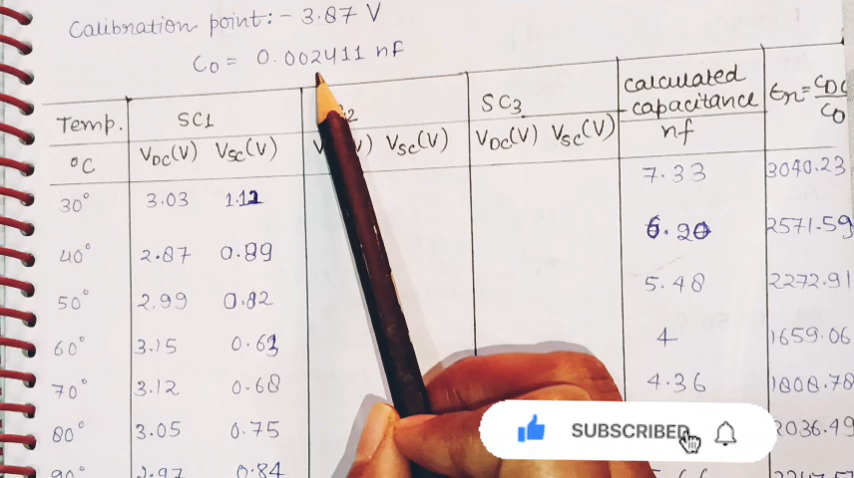 Calibration point:- 3.87 V
C0 = 0.002411 nf
Temp. SC1 SC3 calculated capacitance εr = CDC/C0
°C VDC(V) VSC(V) VSC(V) VDC(V) VSC(V) nf
30° 3.03 1.12 7.33 3040.23
40° 2.87 0.89 6.20 2571.59
50° 2.99 0.82 5.48 2272.91
60° 3.15 0.63 4 1659.06
70° 3.12 0.68 4.36 1808.78
80° 3.05 0.75 2036.49
90° 2.97 0.84
SUBSCRIBED